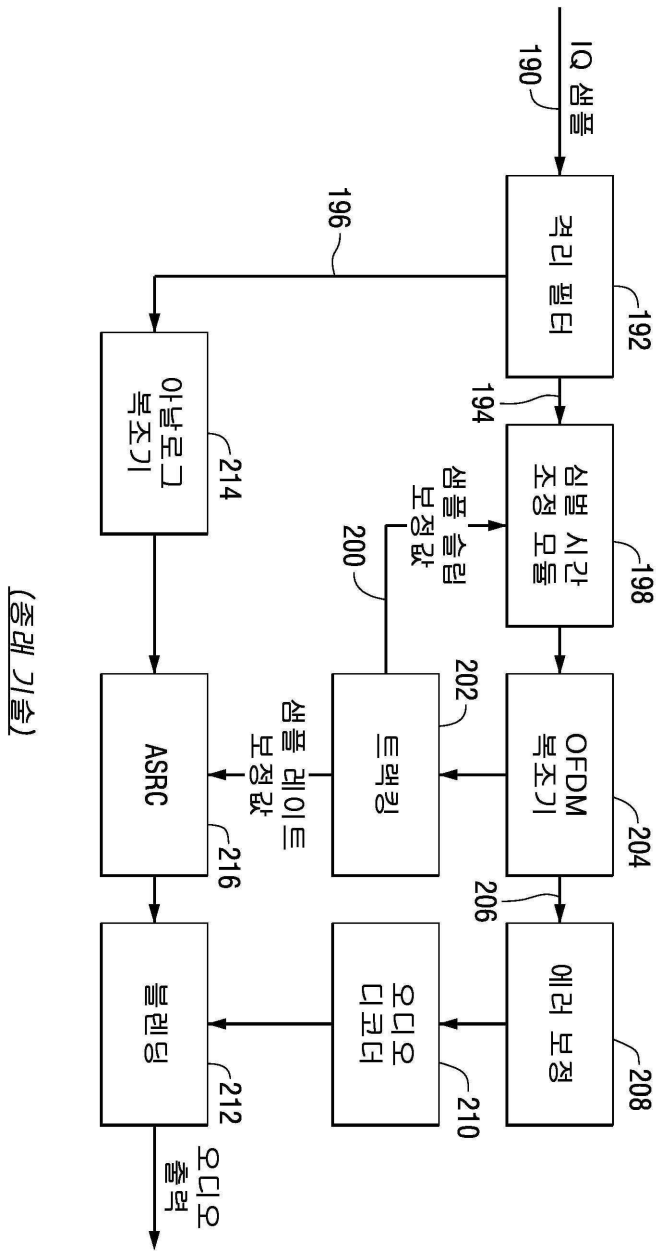 IQ 샘플
190
격리 필터
192
194
196
심벌 시간
조정 모듈
198
샘플 슬립
보정값
200
OFDM
복조기
204
206
트랙킹
202
에러 보정
208
오디오
디코더
210
아날로그
복조기
214
샘플 레이트
보정값
ASRC
216
블렌딩
212
오디오
출력
(종래 기술)